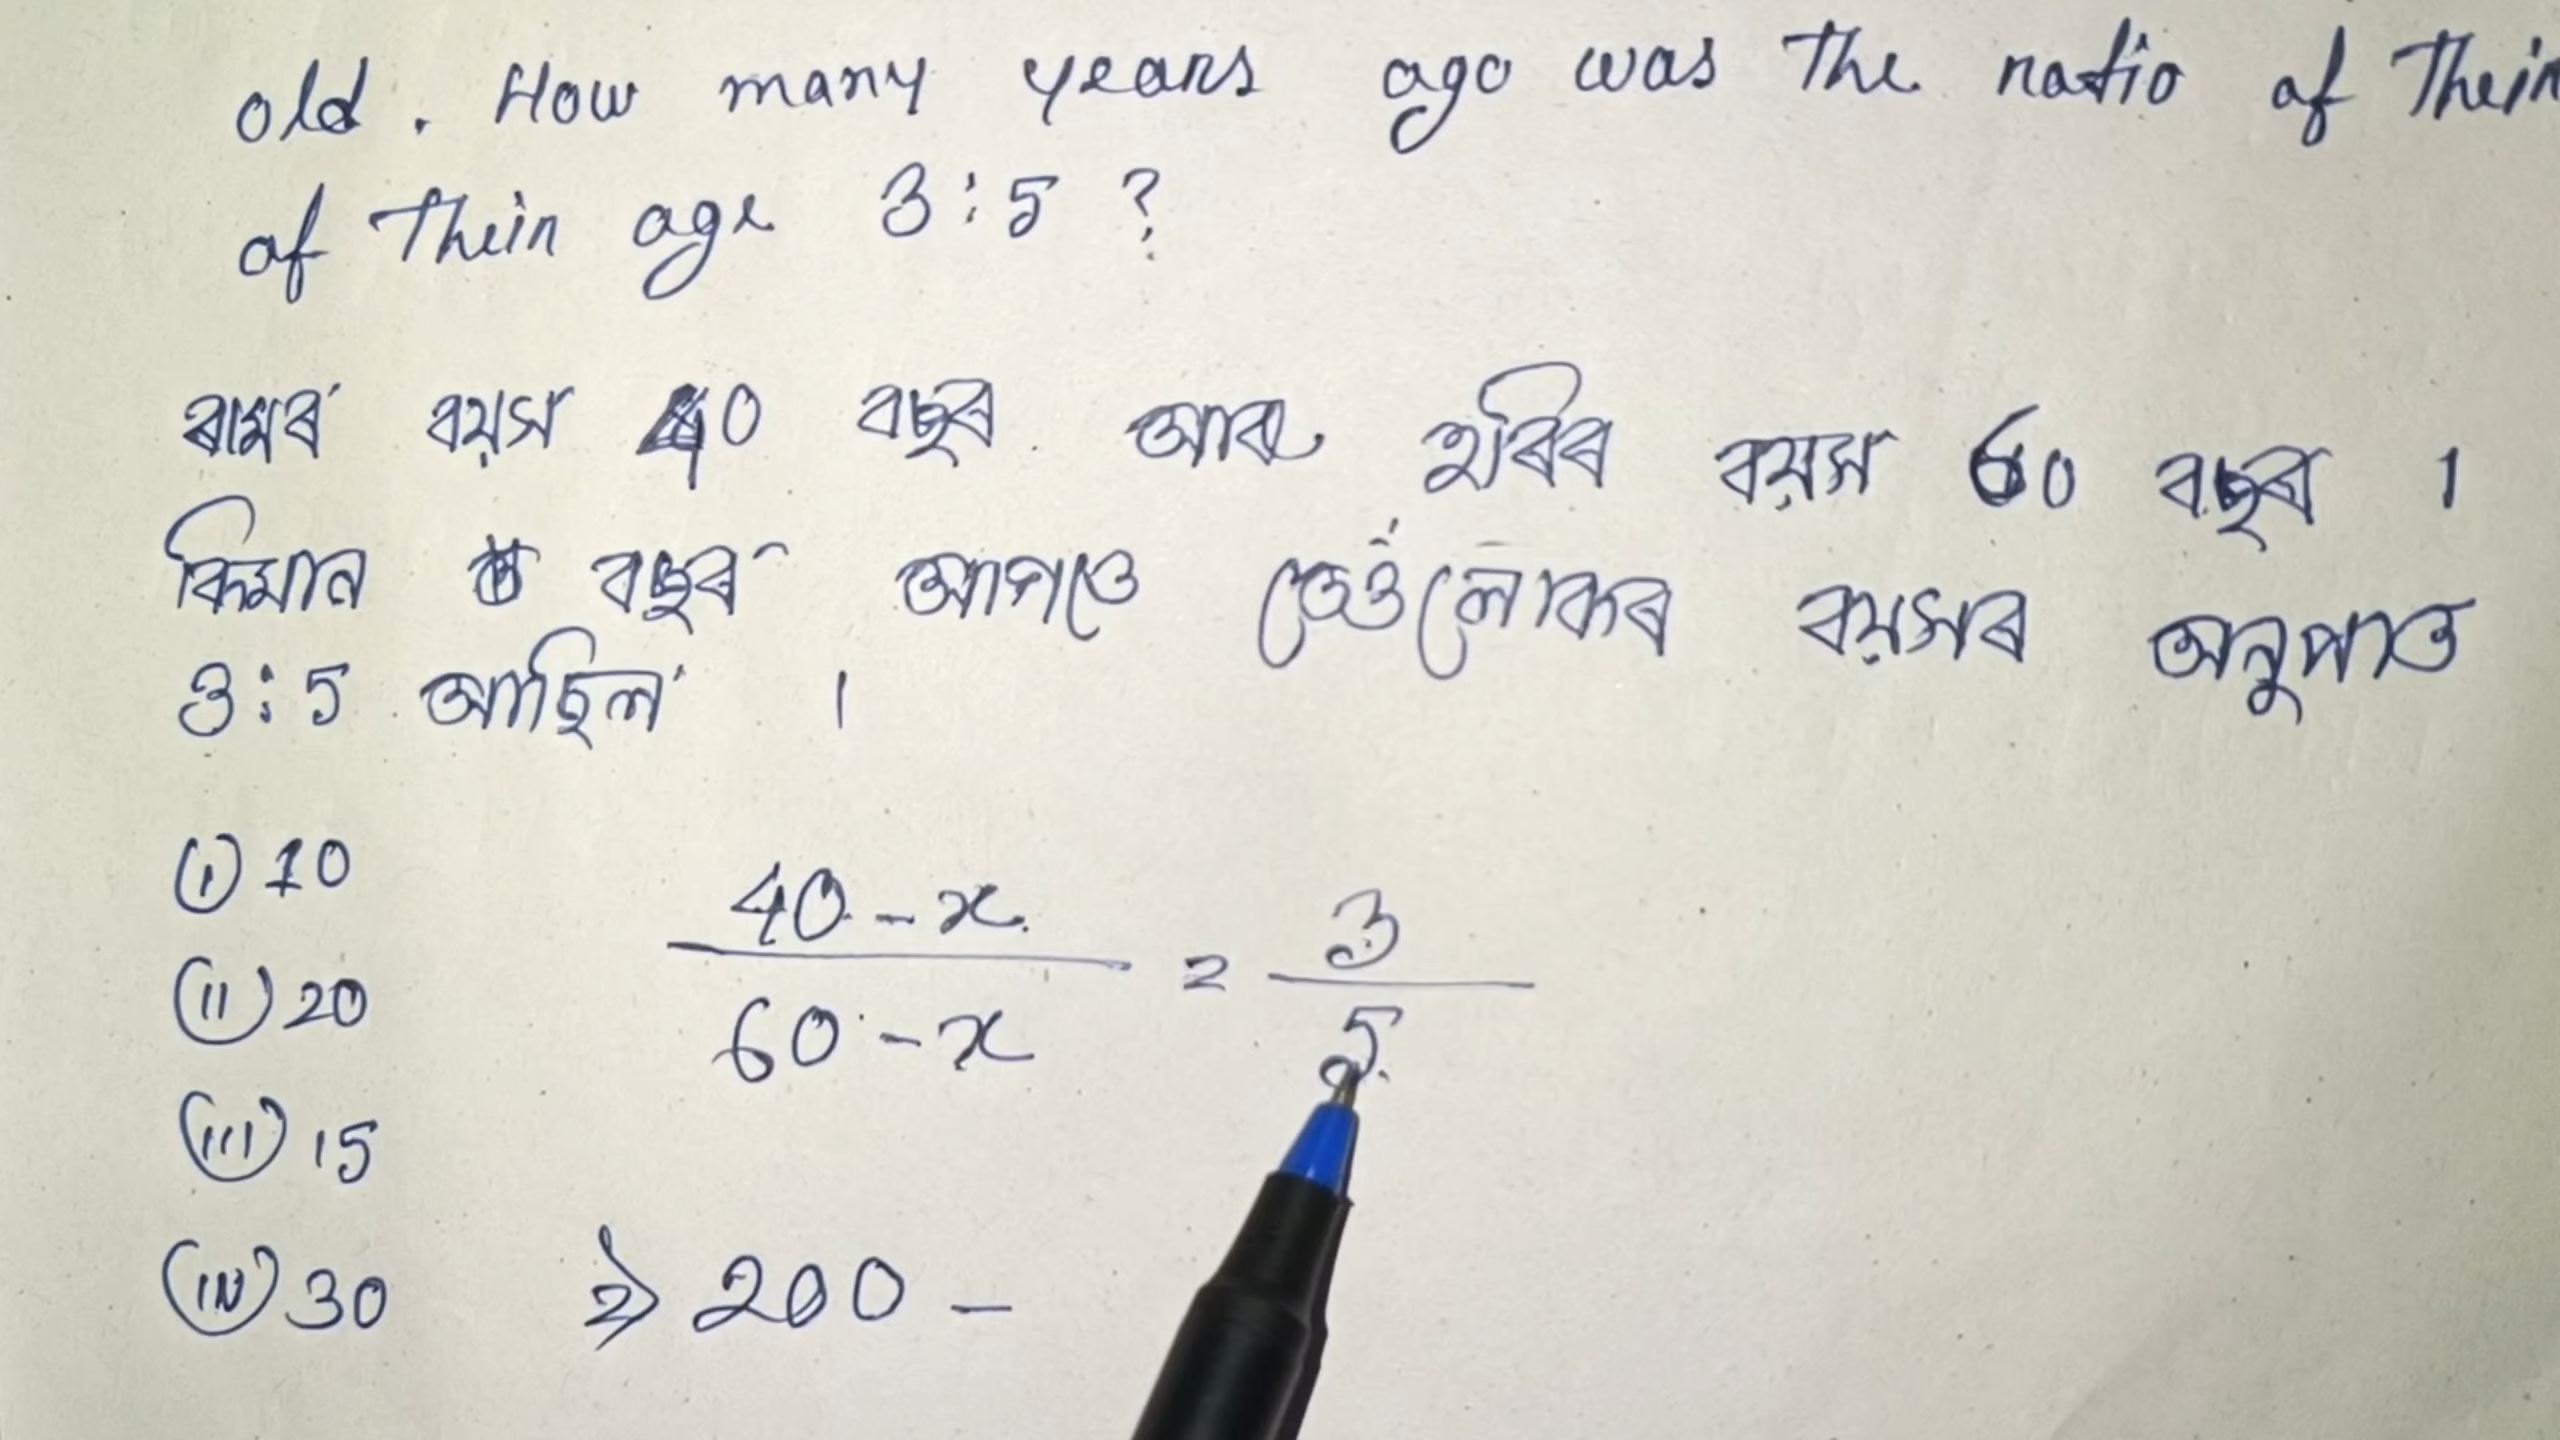 old. How many years ago was the ratio of Their
of Their age 3:5 ?
ৰামৰ বয়স 40 বছৰ আৰু হৰিৰ বয়স 60 বছৰ ।
কিমান বছৰ আগতে তেওঁলোকৰ বয়সৰ অনুপাত
3:5 আছিল ।
(i) 10
(ii) 20
(iii) 15
(iv) 30
40 - x
60 - x
=
3
5
⇒ 200 -